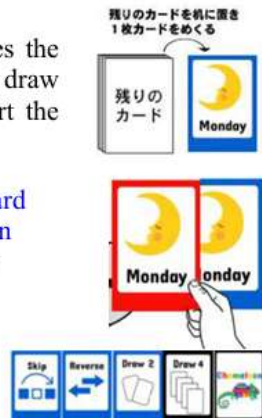 残りのカードを机に置き
1枚カードをめくる
es the
draw
rt the
残りの
カード
Monday
ard
n
Monday
onday
Skip
Reverse
Draw 2
Draw 4
Chameleon